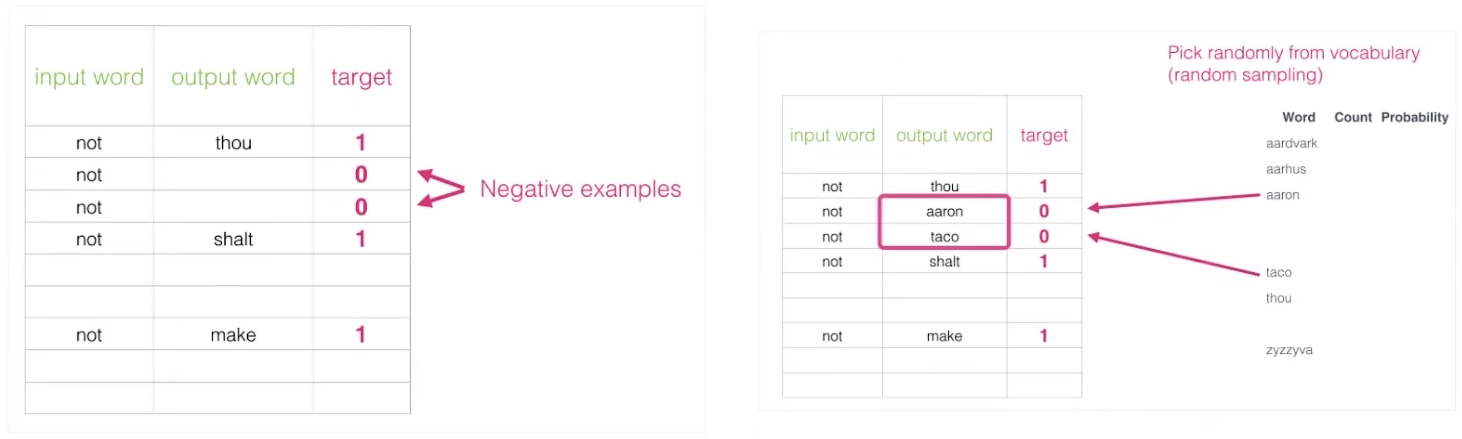 input word output word target
not thou 1
not 0
not 0
not shalt 1
not make 1
Negative examples
Pick randomly from vocabulary
(random sampling)
input word output word target
not thou 1
not aaron 0
not taco 0
not shalt 1
not make 1
Word Count Probability
aardvark
aarhus
aaron
taco
thou
zyzzyva